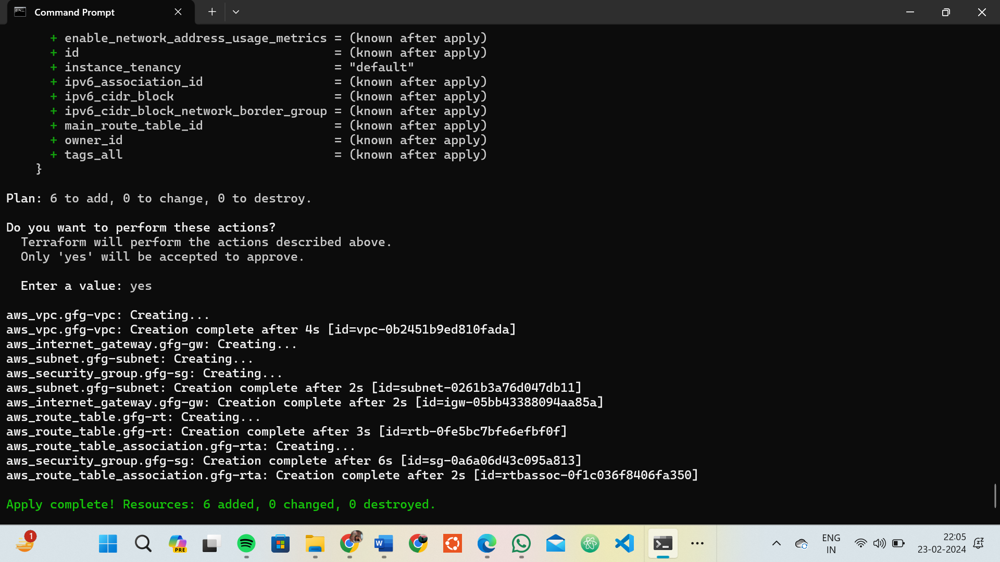 Command Prompt
+ enable_network_address_usage_metrics = (known after apply)
+ id                                   = (known after apply)
+ instance_tenancy                     = "default"
+ ipv6_association_id                  = (known after apply)
+ ipv6_cidr_block                      = (known after apply)
+ ipv6_cidr_block_network_border_group = (known after apply)
+ main_route_table_id                  = (known after apply)
+ owner_id                             = (known after apply)
+ tags_all                             = (known after apply)
}
Plan: 6 to add, 0 to change, 0 to destroy.
Do you want to perform these actions?
Terraform will perform the actions described above.
Only 'yes' will be accepted to approve.
Enter a value: yes
aws_vpc.gfg-vpc: Creating...
aws_vpc.gfg-vpc: Creation complete after 4s [id=vpc-0b2451b9ed810fada]
aws_internet_gateway.gfg-gw: Creating...
aws_subnet.gfg-subnet: Creating...
aws_security_group.gfg-sg: Creating...
aws_subnet.gfg-subnet: Creation complete after 2s [id=subnet-0261b3a76d047db11]
aws_internet_gateway.gfg-gw: Creation complete after 2s [id=igw-05bb43388094aa85a]
aws_route_table.gfg-rt: Creating...
aws_route_table.gfg-rt: Creation complete after 3s [id=rtb-0fe5bc7bfe6efbf0f]
aws_route_table_association.gfg-rta: Creating...
aws_security_group.gfg-sg: Creation complete after 6s [id=sg-0a6a06d43c095a813]
aws_route_table_association.gfg-rta: Creation complete after 2s [id=rtbassoc-0f1c036f8406fa350]
Apply complete! Resources: 6 added, 0 changed, 0 destroyed.
1
PRE
W
ENG
IN
22:05
23-02-2024